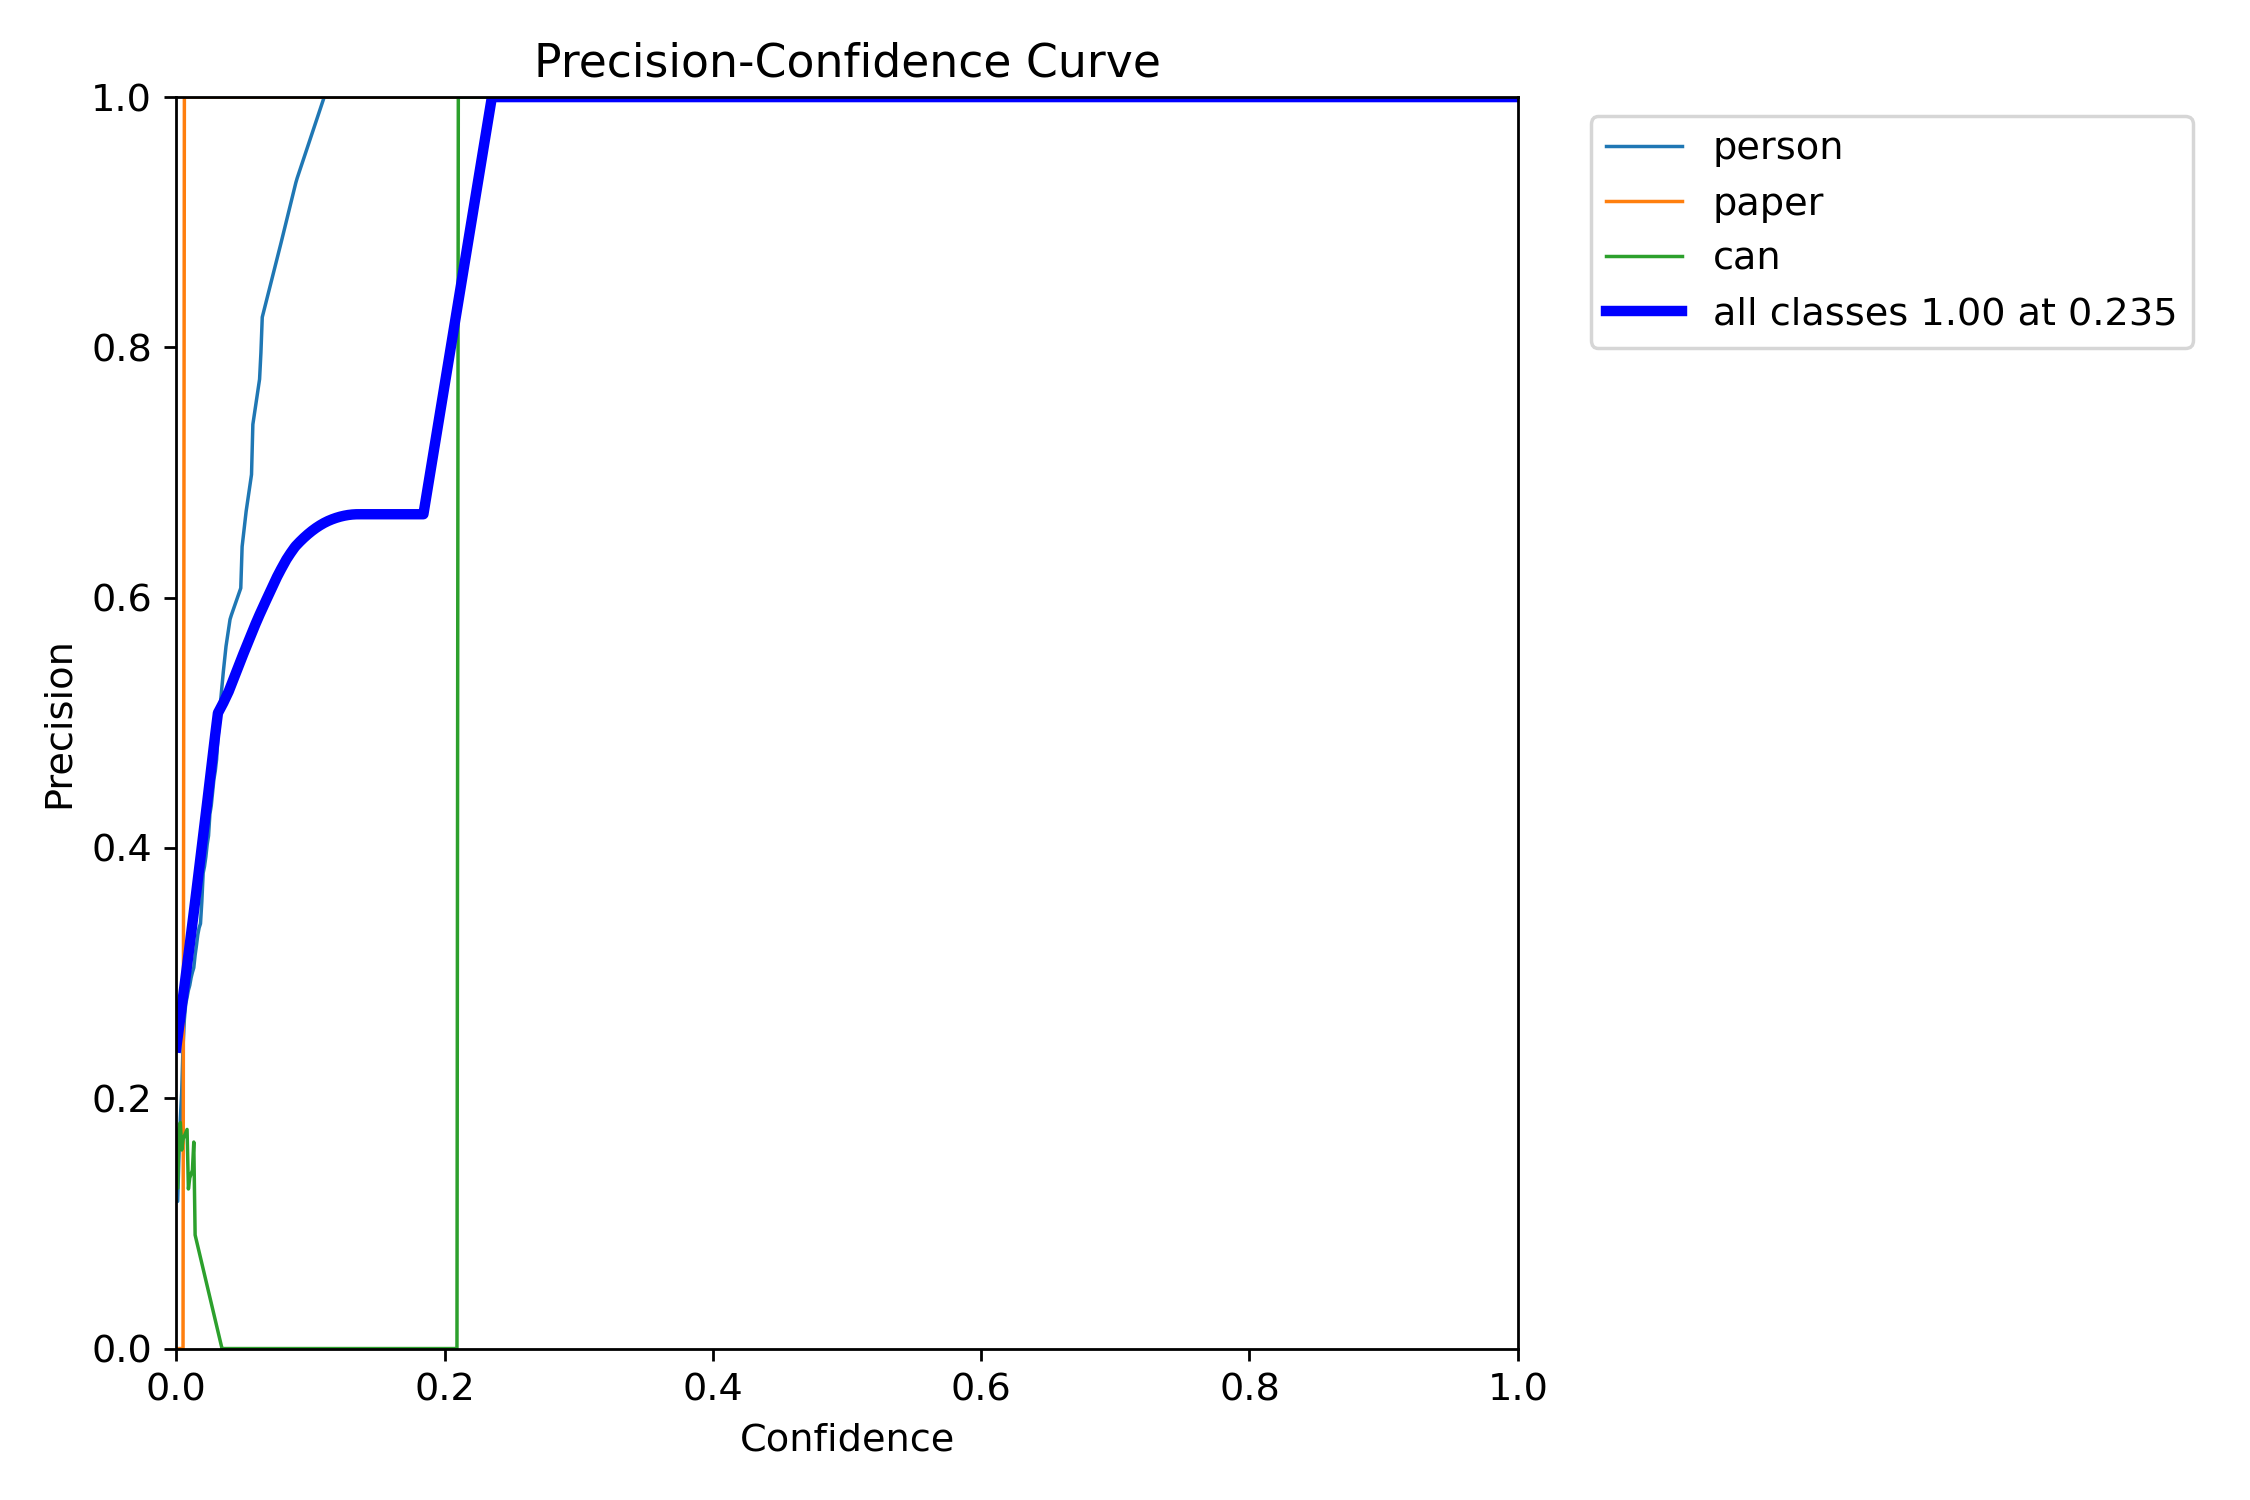 Precision-Confidence Curve
1.0
0.8
0.6
0.4
0.2
0.0
Precision
0.0 0.2 0.4 0.6 0.8 1.0
Confidence
person
paper
can
all classes 1.00 at 0.235